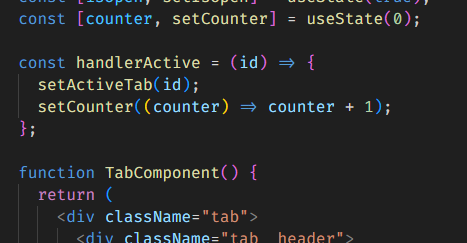 const [isOpen, setIsOpen] = useState(true);
const [counter, setCounter] = useState(0);
const handlerActive = (id) => {
setActiveTab(id);
setCounter((counter) => counter + 1);
};
function TabComponent() {
return (
<div className="tab">
<div className="tab__header">